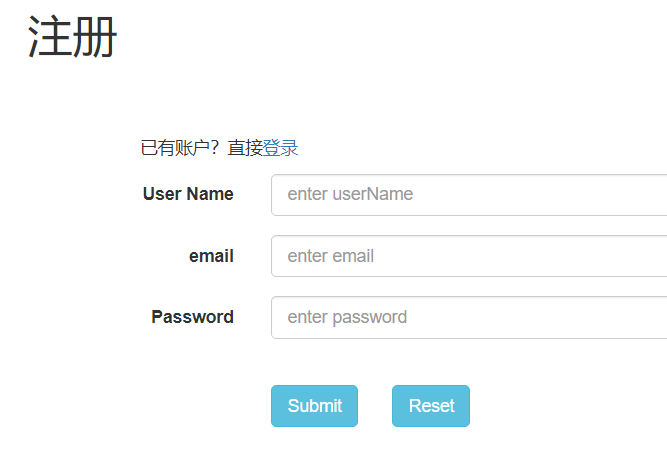 注册
已有账户？直接登录
User Name enter userName
email enter email
Password enter password
Submit Reset